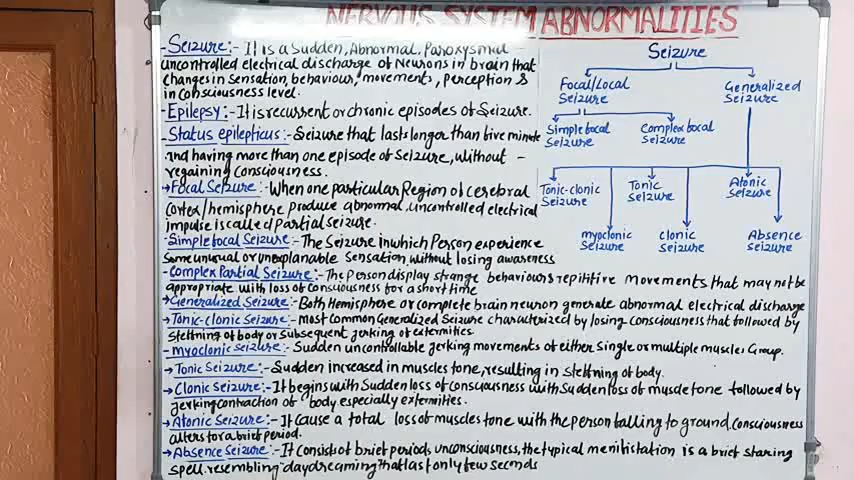 NERVOUS SYSTEM ABNORMALITIES
-Seizure:- It is a Sudden, Abnormal, Paroxysmal -
uncontrolled electrical discharge of Neurons in brain that
changes in sensation, behaviour, movements, perception &
in consciousness level.
-Epilepsy:- It is recurrent or chronic episodes of Seizure.
-Status epilepticus:- Seizure that lasts longer than five minute
and having more than one episode of seizure, without -
regaining consciousness.
→Focal Seizure:- When one particular Region of cerebral
cortex/hemisphere produce abnormal, uncontrolled electrical
impulse is called Partial seizure.
-Simple focal Seizure:- The Seizure in which Person experience
some unusual or unexplanable sensation, without losing awareness
-Complex Partial Seizure:- The person display strange behaviour & repititive movements that may not be
appropriate with loss of consciousness for a short time
→Generalized Seizure:- Both Hemisphere or complete brain neuron generate abnormal electrical discharge
→Tonic-clonic Seizure:- most common Generalized Seizure characterized by losing consciousness that followed by
steftning of body or subsequent jerking of extermities.
-myoclonic seizure:- Sudden uncontrollable jerking movements of either single or multiple muscles Group.
→Tonic Seizure:- Sudden increased in muscles tone, resulting in steftning of body.
-Clonic Seizure:- It begins with Sudden loss of consciousness with Sudden loss of muscle tone followed by
jerking contraction of body especially extermities.
→Atonic Seizure:- It cause a total loss of muscles tone with the person falling to ground. consciousness
alters for a brief period.
→Absence Seizure:- It consists of brief period, unconsciousness, the typical menifistation is a brief staring
spell. resembling daydreaming that last only few seconds
Seizure
Focal/Local
Seizure
Generalized
Seizure
Simple focal
Seizure
Complex focal
Seizure
Tonic-clonic
Seizure
Tonic
Seizure
Atonic
Seizure
myoclonic
Seizure
clonic
seizure
Absence
seizure